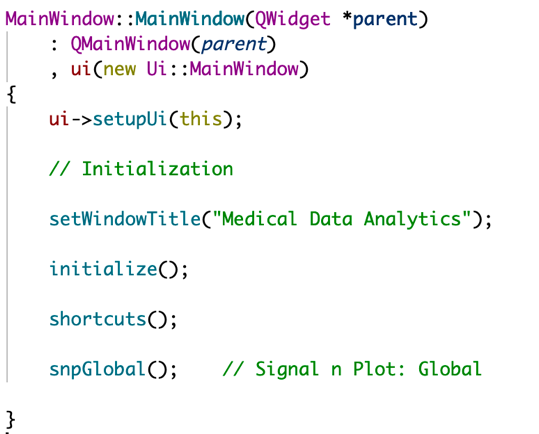 MainWindow::MainWindow(QWidget *parent)
    : QMainWindow(parent)
    , ui(new Ui::MainWindow)
{
    ui->setupUi(this);
    // Initialization
    setWindowTitle("Medical Data Analytics");
    initialize();
    shortcuts();
    snpGlobal();    // Signal n Plot: Global
}